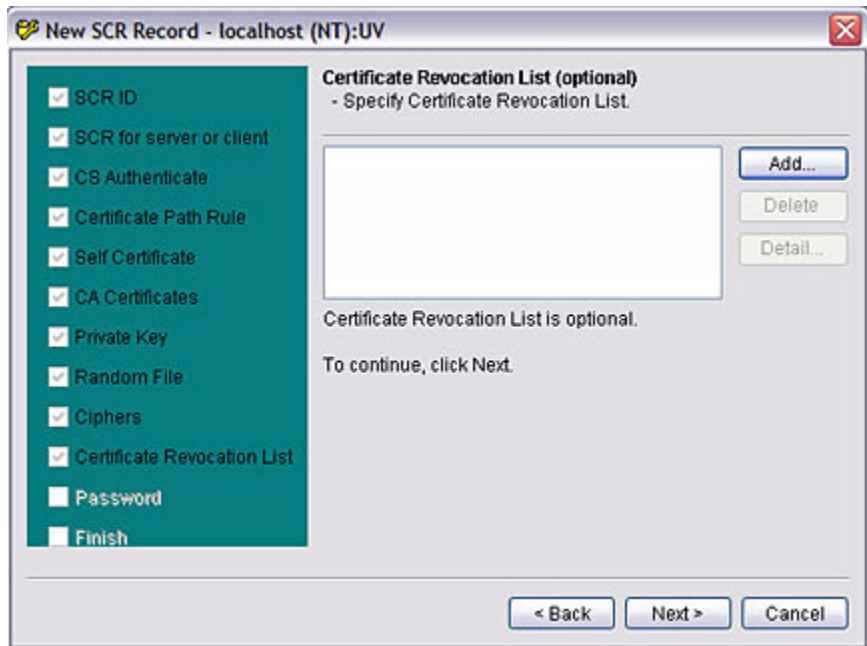 New SCR Record - localhost (NT):UV
SCR ID
SCR for server or client
CS Authenticate
Certificate Path Rule
Self Certificate
CA Certificates
Private Key
Random File
Ciphers
Certificate Revocation List
Password
Finish
Certificate Revocation List (optional)
- Specify Certificate Revocation List.
Add...
Delete
Detail...
Certificate Revocation List is optional.
To continue, click Next.
< Back
Next >
Cancel